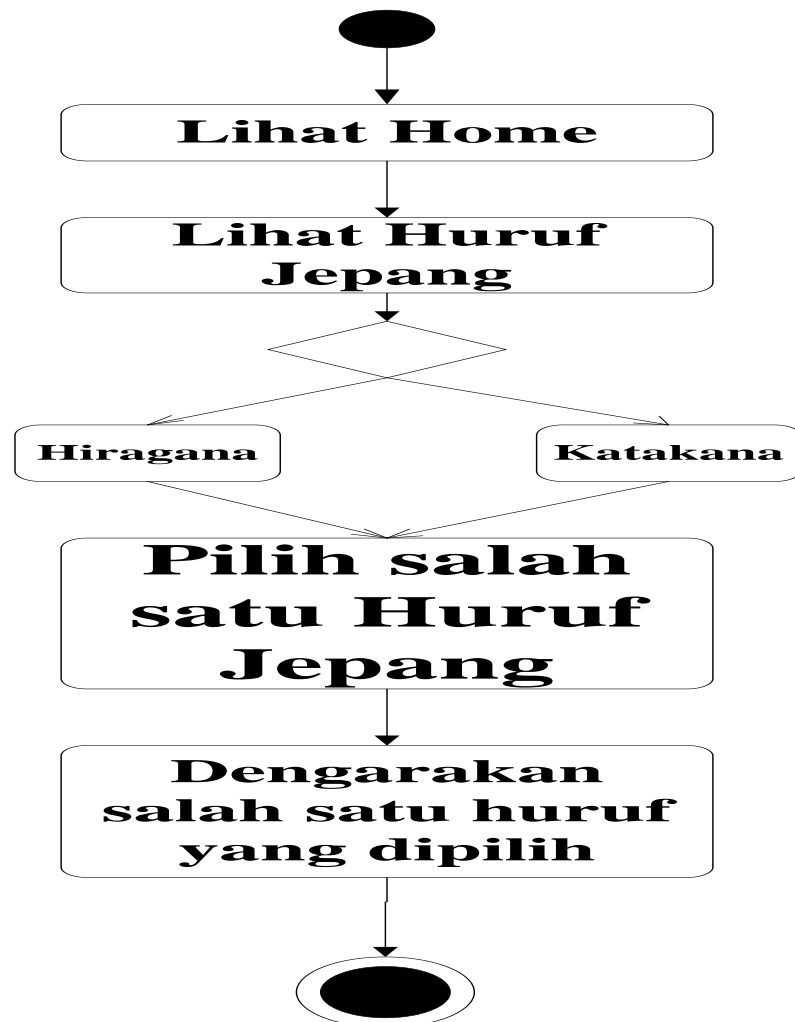 Lihat Home
Lihat Huruf
Jepang
Hiragana
Katakana
Pilih salah
satu Huruf
Jepang
Dengarakan
salah satu huruf
yang dipilih